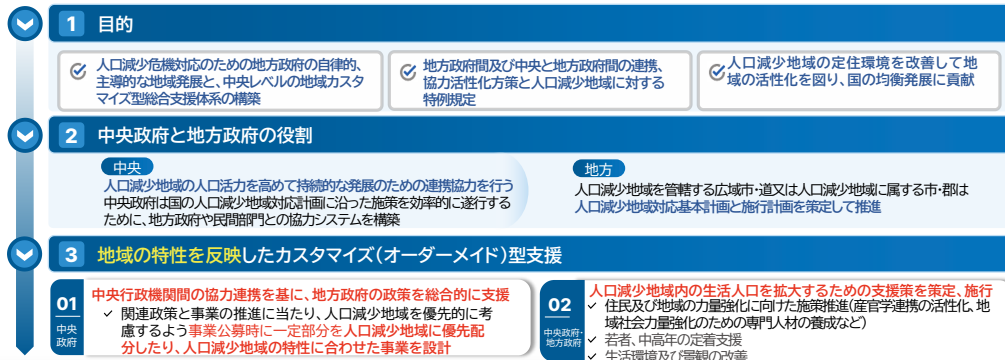 1 目的
人口減少危機対応のための地方政府の自律的、
主導的な地域発展と、中央レベルの地域カスタ
マイズ型総合支援体系の構築
地方政府間及び中央と地方政府間の連携、
協力活性化方策と人口減少地域に対する
特例規定
人口減少地域の定住環境を改善して地
域の活性化を図り、国の均衡発展に貢献
2 中央政府と地方政府の役割
中央
人口減少地域の人口活力を高めて持続的な発展のための連携協力を行う
中央政府は国の人口減少地域対応計画に沿った施策を効率的に遂行する
ために、地方政府や民間部門との協力システムを構築
地方
人口減少地域を管轄する広域市・道又は人口減少地域に属する市・郡は
人口減少地域対応基本計画と施行計画を策定して推進
3 地域の特性を反映したカスタマイズ(オーダーメイド)型支援
01
中央
政府
中央行政機関間の協力連携を基に、地方政府の政策を総合的に支援
✓ 関連政策と事業の推進に当たり、人口減少地域を優先的に考
慮するよう事業公募時に一定部分を人口減少地域に優先配
分したり、人口減少地域の特性に合わせた事業を設計
02
中央政府・
地方政府
人口減少地域内の生活人口を拡大するための支援策を策定、施行
✓ 住民及び地域の力量強化に向けた施策推進(産官学連携の活性化、地
域社会力量強化のための専門人材の養成など)
✓ 若者、中高年の定着支援
✓ 生活環境及び景観の改善